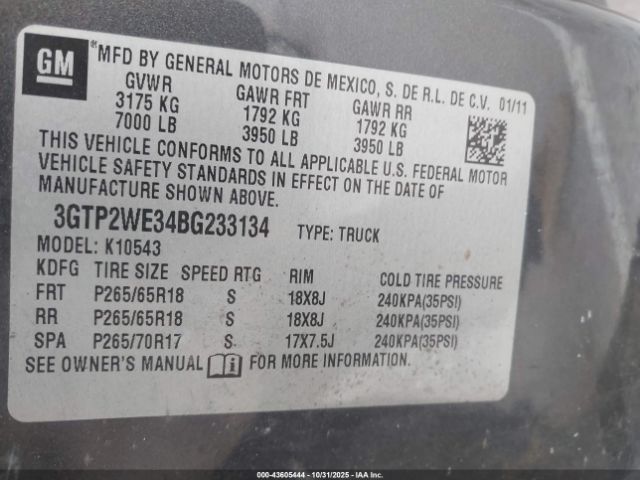 GM
® MFD BY GENERAL MOTORS DE MEXICO, S. DE R.L. DE C.V. 01/11
GVWR GAWR FRT GAWR RR
3175 KG 1792 KG 1792 KG
7000 LB 3950 LB 3950 LB
THIS VEHICLE CONFORMS TO ALL APPLICABLE U.S. FEDERAL MOTOR
VEHICLE SAFETY STANDARDS IN EFFECT ON THE DATE OF
MANUFACTURE SHOWN ABOVE.
3GTP2WE34BG233134 TYPE: TRUCK
MODEL: K10543
KDFG TIRE SIZE SPEED RTG RIM COLD TIRE PRESSURE
FRT P265/65R18 S 18X8J 240KPA(35PSI)
RR P265/65R18 S 18X8J 240KPA(35PSI)
SPA P265/70R17 S 17X7.5J 240KPA(35PSI)
SEE OWNER'S MANUAL FOR MORE INFORMATION.
000-43605444 - 10/31/2025 - Copyright © 2025 IAA, LLC